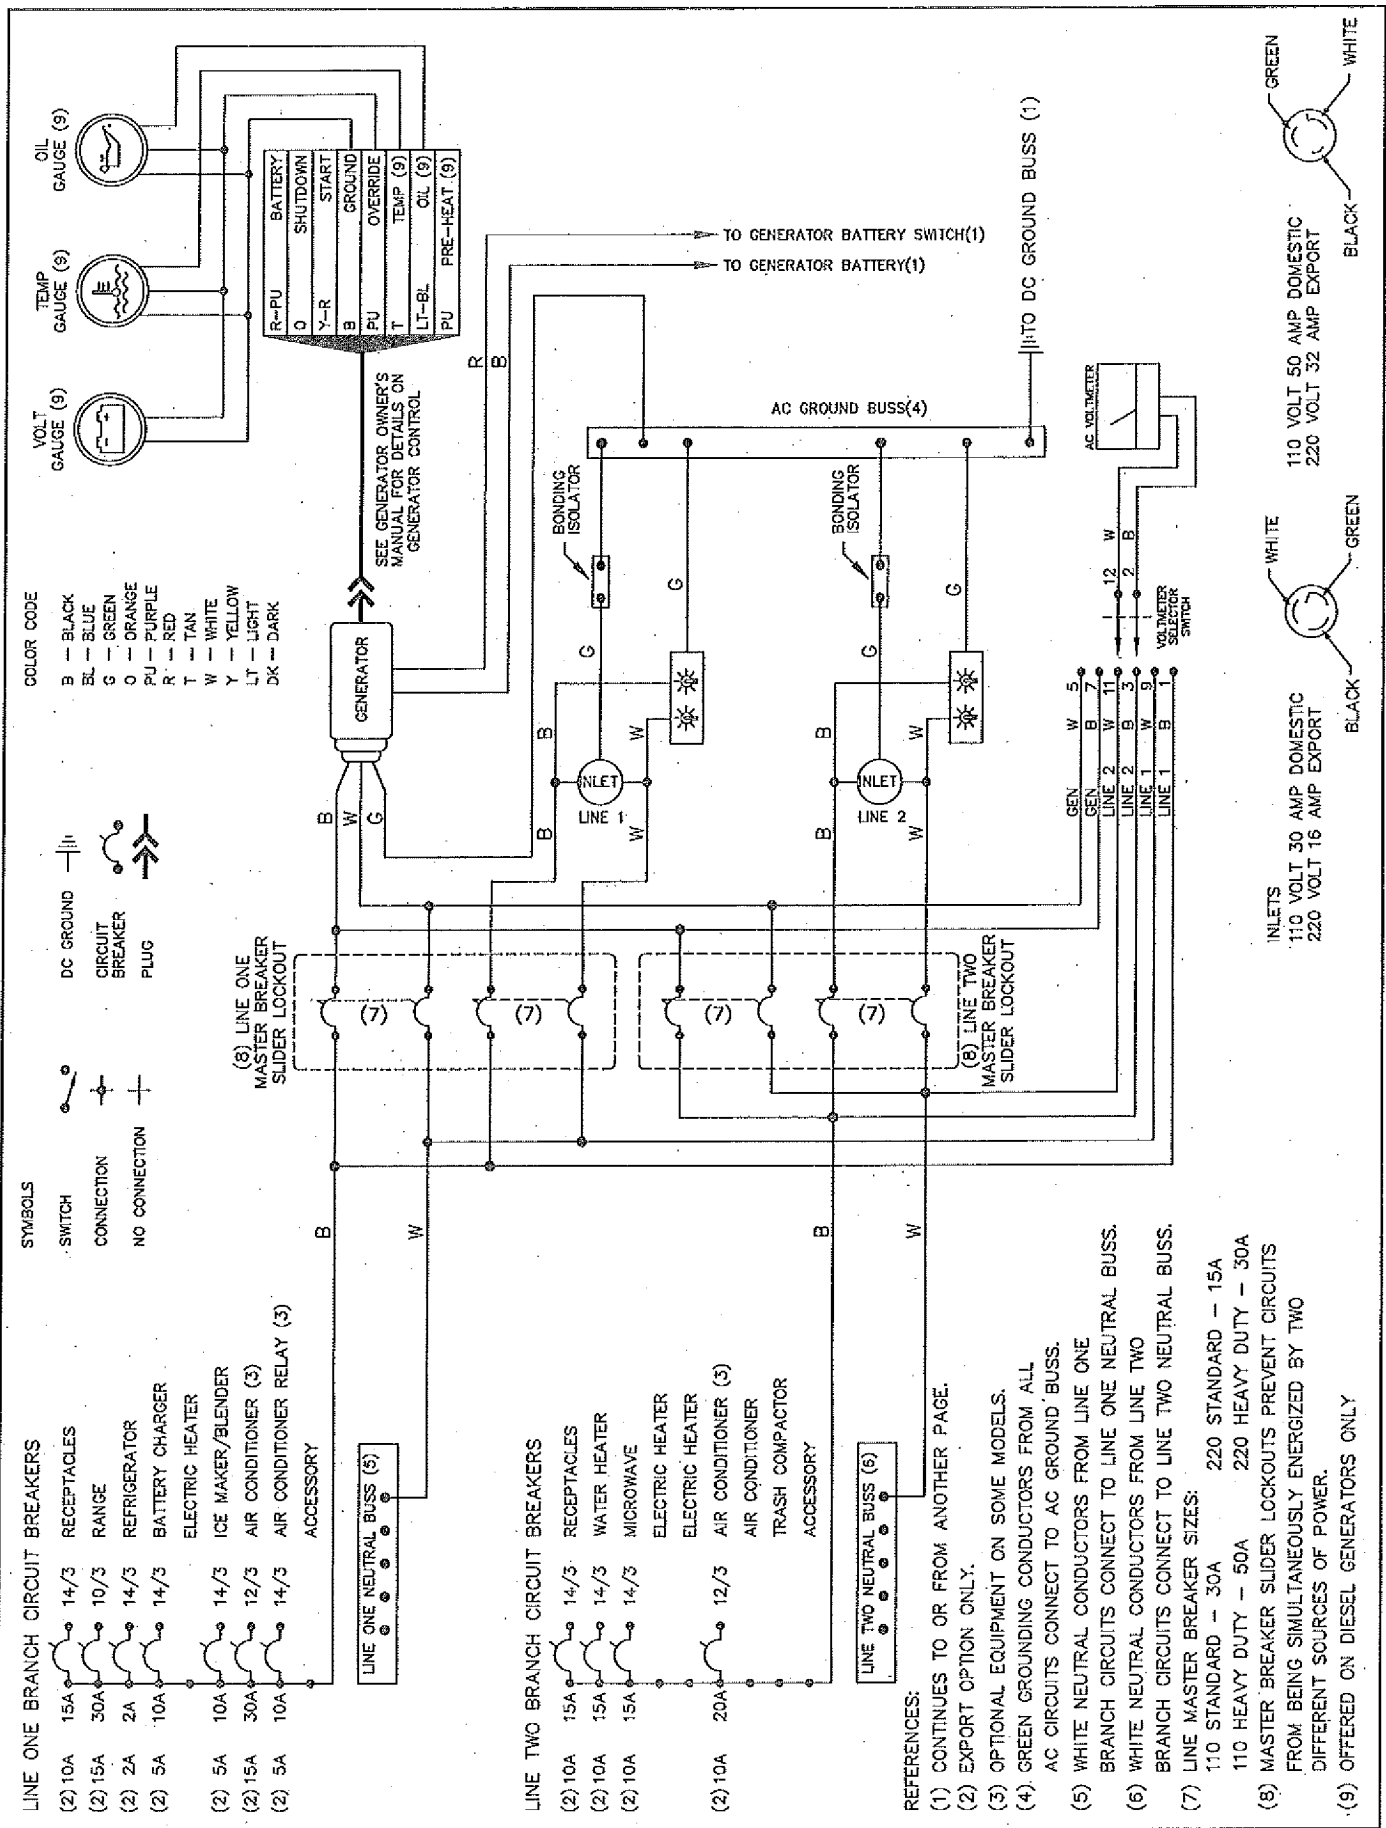 LINE ONE BRANCH CIRCUIT BREAKERS
(2) 10A 15A 14/3 RECEPTACLES
(2) 15A 30A 10/3 RANGE
(2) 2A 2A 14/3 REFRIGERATOR
(2) 5A 10A 14/3 BATTERY CHARGER
ELECTRIC HEATER
(2) 5A 10A 14/3 ICE MAKER/BLENDER
(2) 15A 30A 12/3 AIR CONDITIONER (3)
(2) 5A 10A 14/3 AIR CONDITIONER RELAY (3)
ACCESSORY
LINE ONE NEUTRAL BUSS (5)
LINE TWO BRANCH CIRCUIT BREAKERS
(2) 10A 15A 14/3 RECEPTACLES
(2) 10A 15A 14/3 WATER HEATER
(2) 10A 15A 14/3 MICROWAVE
ELECTRIC HEATER
ELECTRIC HEATER
(2) 10A 20A 12/3 AIR CONDITIONER (3)
AIR CONDITIONER
TRASH COMPACTOR
ACCESSORY
LINE TWO NEUTRAL BUSS (6)
REFERENCES:
(1) CONTINUES TO OR FROM ANOTHER PAGE.
(2) EXPORT OPTION ONLY.
(3) OPTIONAL EQUIPMENT ON SOME MODELS.
(4) GREEN GROUNDING CONDUCTORS FROM ALL
AC CIRCUITS CONNECT TO AC GROUND BUSS.
(5) WHITE NEUTRAL CONDUCTORS FROM LINE ONE
BRANCH CIRCUITS CONNECT TO LINE ONE NEUTRAL BUSS.
(6) WHITE NEUTRAL CONDUCTORS FROM LINE TWO
BRANCH CIRCUITS CONNECT TO LINE TWO NEUTRAL BUSS.
(7) LINE MASTER BREAKER SIZES:
110 STANDARD – 30A 220 STANDARD – 15A
110 HEAVY DUTY – 50A 220 HEAVY DUTY – 30A
(8) MASTER BREAKER SLIDER LOCKOUTS PREVENT CIRCUITS
FROM BEING SIMULTANEOUSLY ENERGIZED BY TWO
DIFFERENT SOURCES OF POWER.
(9) OFFERED ON DIESEL GENERATORS ONLY
SYMBOLS
SWITCH
CONNECTION
NO CONNECTION
DC GROUND
CIRCUIT
BREAKER
PLUG
COLOR CODE
B – BLACK
BL – BLUE
G – GREEN
O – ORANGE
PU – PURPLE
R – RED
T – TAN
W – WHITE
Y – YELLOW
LT – LIGHT
DK – DARK
VOLT
GAUGE (9)
TEMP
GAUGE (9)
OIL
GAUGE (9)
R–PU BATTERY
O SHUTDOWN
Y–R START
B GROUND
PU OVERRIDE
T TEMP (9)
LT–BL OIL (9)
PU PRE–HEAT (9)
SEE GENERATOR OWNER'S
MANUAL FOR DETAILS ON
GENERATOR CONTROL
GENERATOR
B
W
G
R
B
TO GENERATOR BATTERY SWITCH(1)
TO GENERATOR BATTERY(1)
(8) LINE ONE
MASTER BREAKER
SLIDER LOCKOUT
(7)
(7)
B
W
B
B
W
W
INLET
LINE 1
G
G
BONDING
ISOLATOR
AC GROUND BUSS(4)
TO DC GROUND BUSS (1)
(7)
(7)
(8) LINE TWO
MASTER BREAKER
SLIDER LOCKOUT
B
W
B
B
W
W
INLET
LINE 2
G
G
BONDING
ISOLATOR
GEN W 5
GEN B 7
LINE 2 W 11
LINE 2 B 3
LINE 1 W 9
LINE 1 B 1
12 W
2 B
VOLTMETER
SELECTOR
SWITCH
AC VOLTMETER
INLETS
110 VOLT 30 AMP DOMESTIC
220 VOLT 16 AMP EXPORT
WHITE
BLACK
GREEN
110 VOLT 50 AMP DOMESTIC
220 VOLT 32 AMP EXPORT
GREEN
BLACK
WHITE